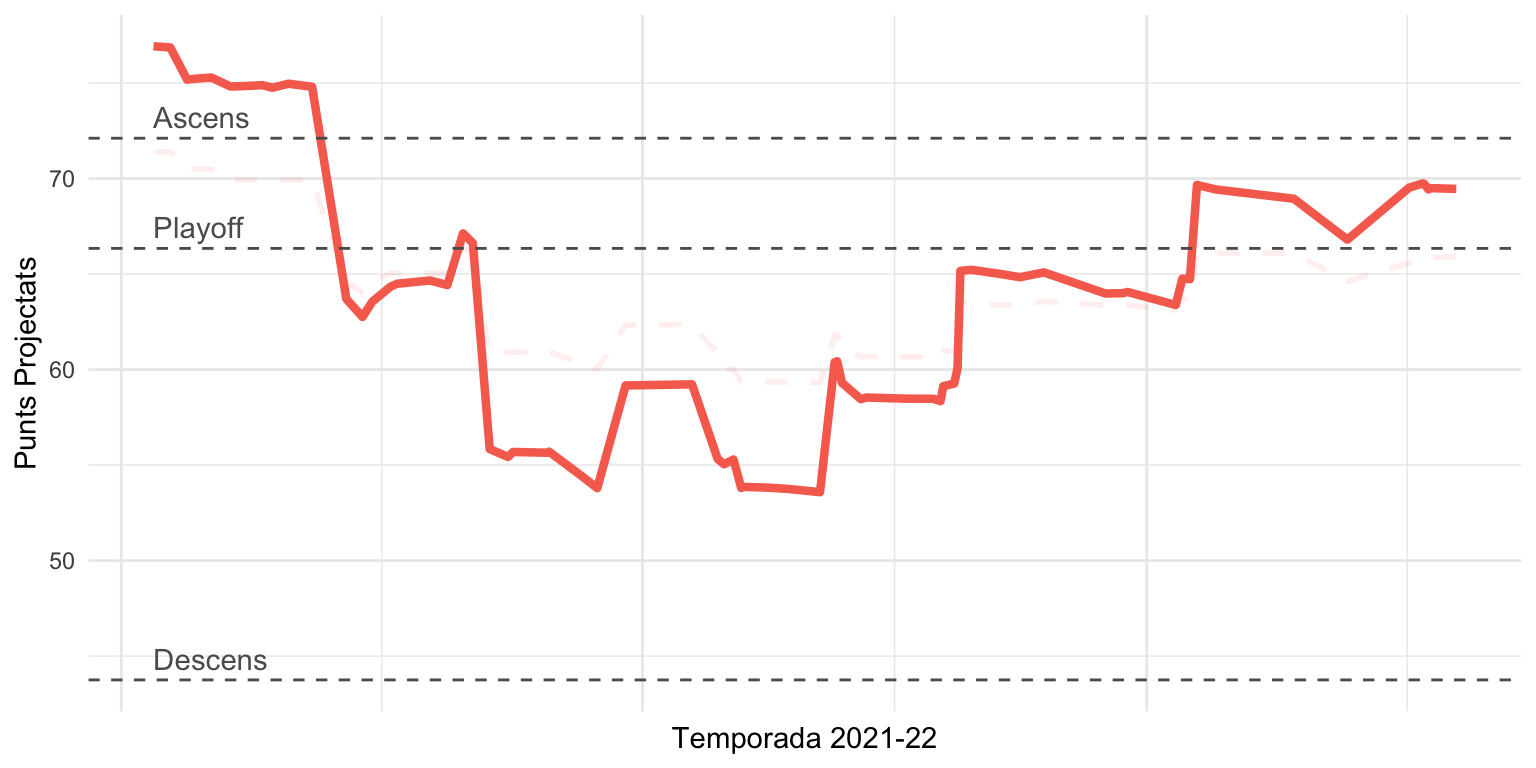 Ascens
70
Playoff
Punts Projectats
60
50
Descens
Temporada 2021-22